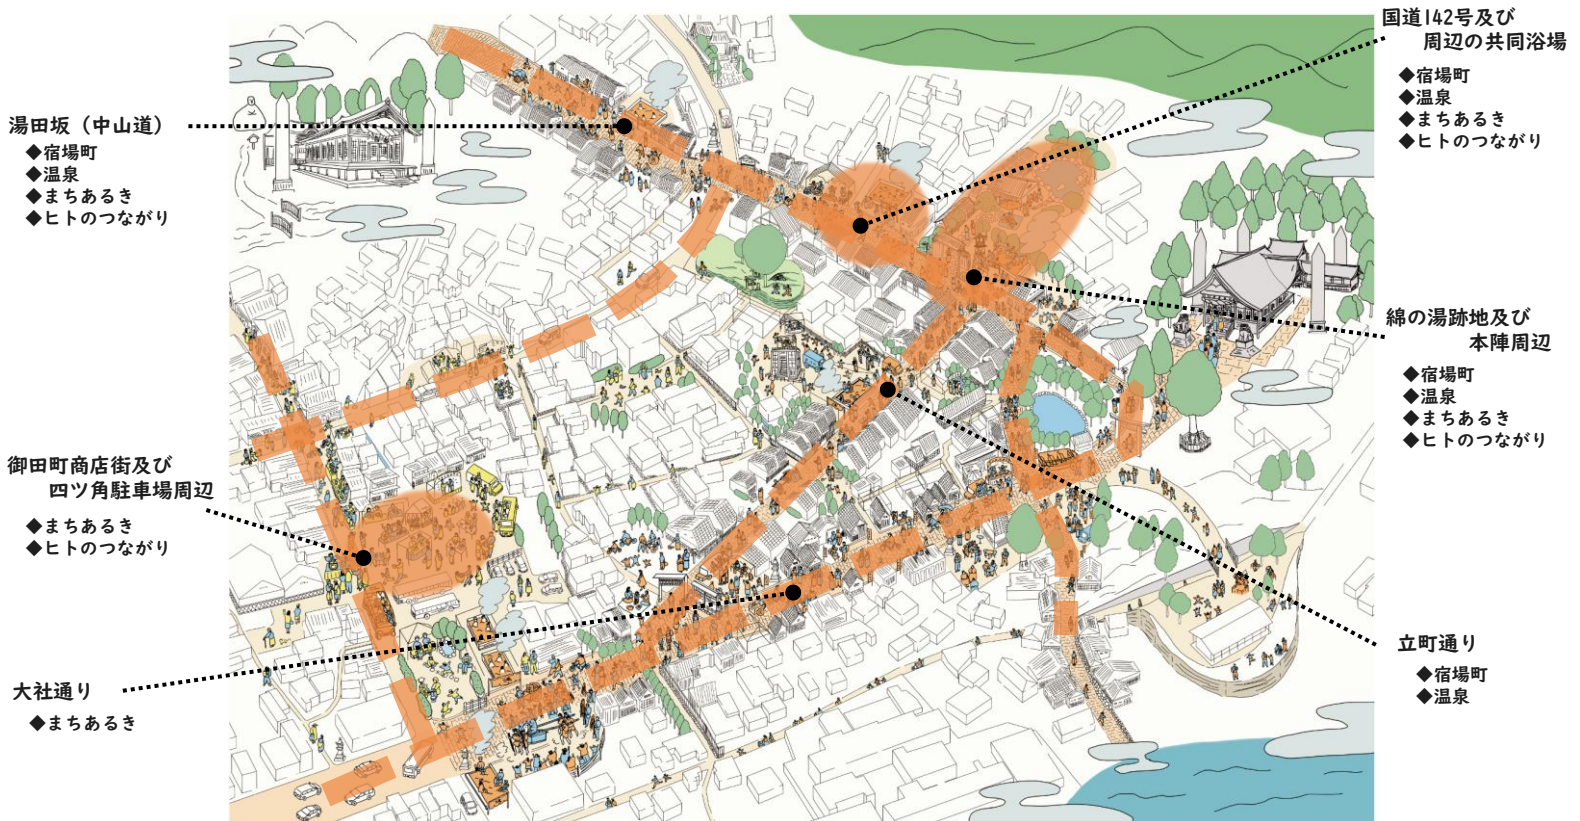 湯田坂（中山道）
◆宿場町
◆温泉
◆まちあるき
◆ヒトのつながり
御田町商店街及び
四ツ角駐車場周辺
◆まちあるき
◆ヒトのつながり
大社通り
◆まちあるき
国道142号及び
周辺の共同浴場
◆宿場町
◆温泉
◆まちあるき
◆ヒトのつながり
綿の湯跡地及び
本陣周辺
◆宿場町
◆温泉
◆まちあるき
◆ヒトのつながり
立町通り
◆宿場町
◆温泉